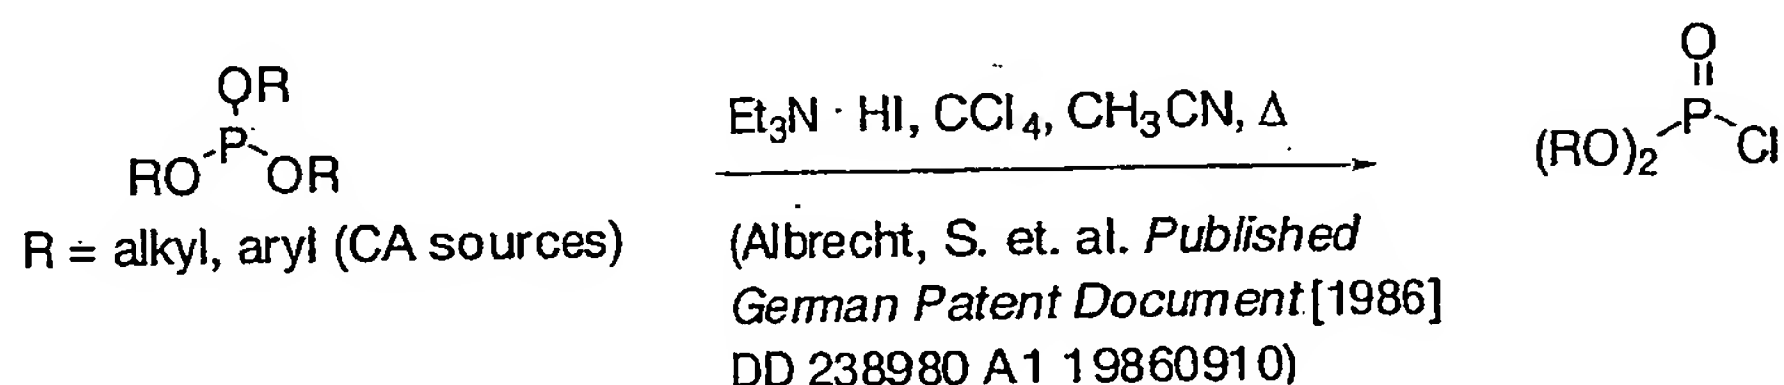 OR
P
RO OR
R = alkyl, aryl (CA sources)
Et₃N · HI, CCl₄, CH₃CN, Δ
(Albrecht, S. et. al. Published
German Patent Document [1986]
DD 238980 A1 19860910)
O
P
(RO)₂ Cl